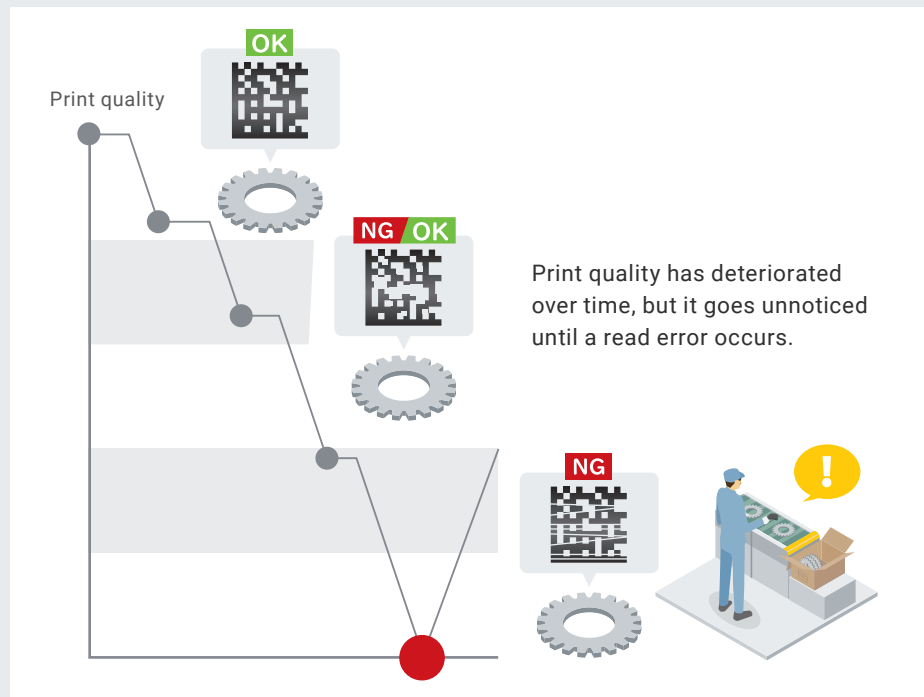 OK
Print quality
NG/OK
Print quality has deteriorated
over time, but it goes unnoticed
until a read error occurs.
NG
!